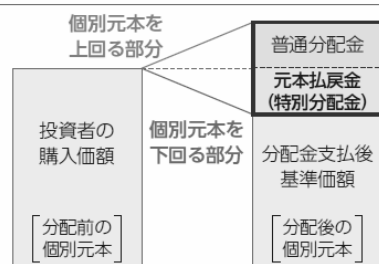 個別元本を
上回る部分
普通分配金
元本払戻金
(特別分配金)
投資者の
購入価額
個別元本を
下回る部分
分配金支払後
基準価額
分配前の
個別元本
分配後の
個別元本